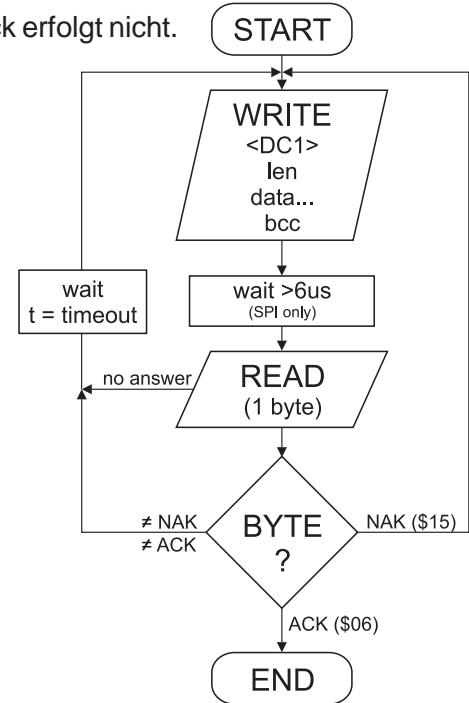 ck erfolgt nicht.
START
WRITE
<DC1>
len
data...
bcc
wait
t = timeout
wait >6us
(SPI only)
no answer
READ
(1 byte)
≠ NAK
≠ ACK
BYTE
?
NAK ($15)
ACK ($06)
END